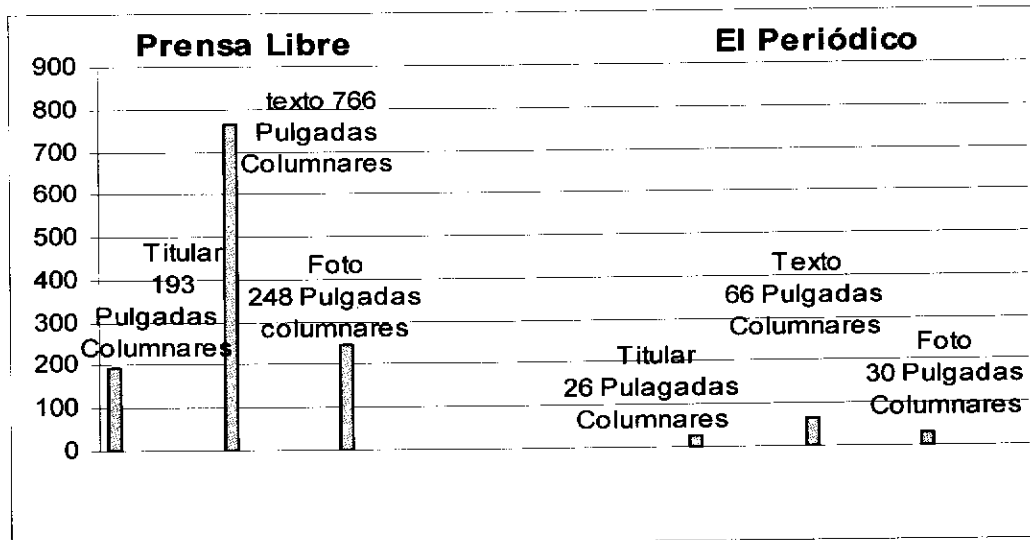 Prensa Libre
El Periódico
900
800
700
600
500
400
300
200
100
0
texto 766
Pulgadas
Columnares
Titular
193
Pulgadas
Columnares
Foto
248 Pulgadas
columnares
Titular
26 Pulagadas
Columnares
Texto
66 Pulgadas
Columnares
Foto
30 Pulgadas
Columnares